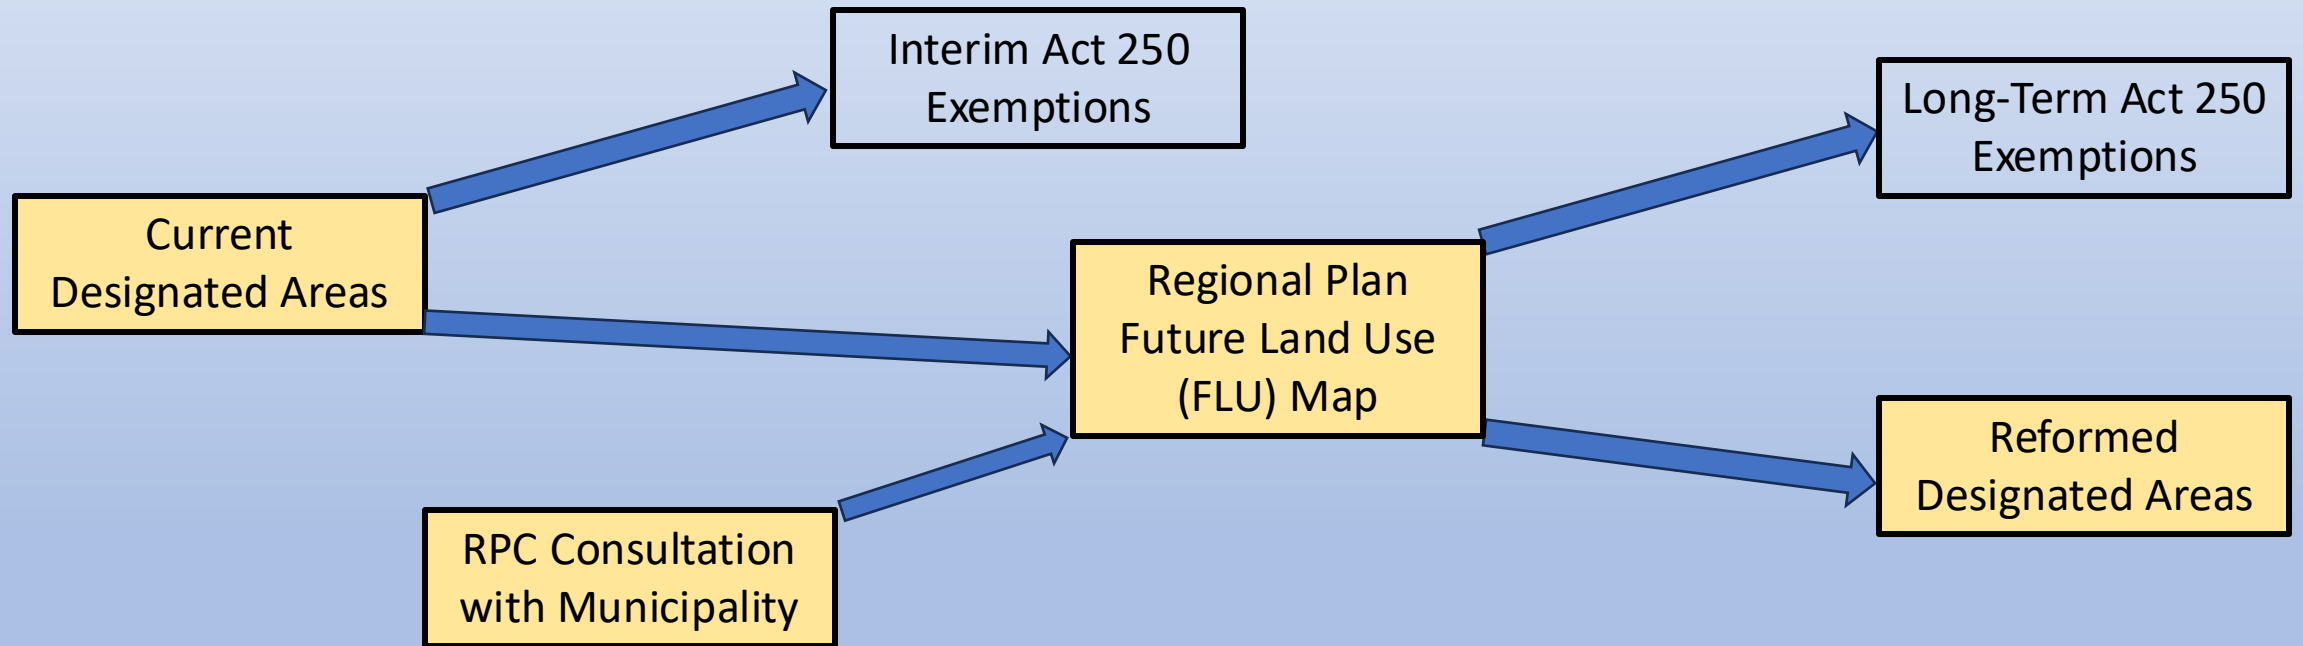 Interim Act 250
Exemptions
Long-Term Act 250
Exemptions
Current
Designated Areas
Regional Plan
Future Land Use
(FLU) Map
Reformed
Designated Areas
RPC Consultation
with Municipality